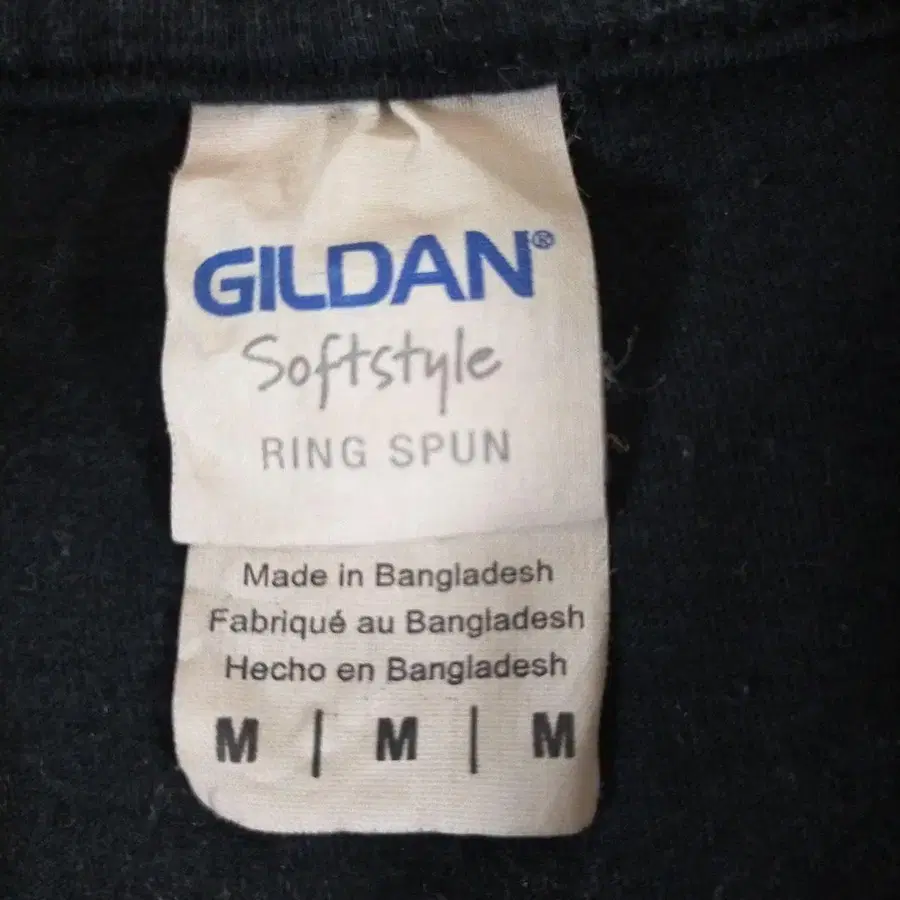 GILDAN®
Softstyle
RING SPUN
Made in Bangladesh
Fabriqué au Bangladesh
Hecho en Bangladesh
M | M | M